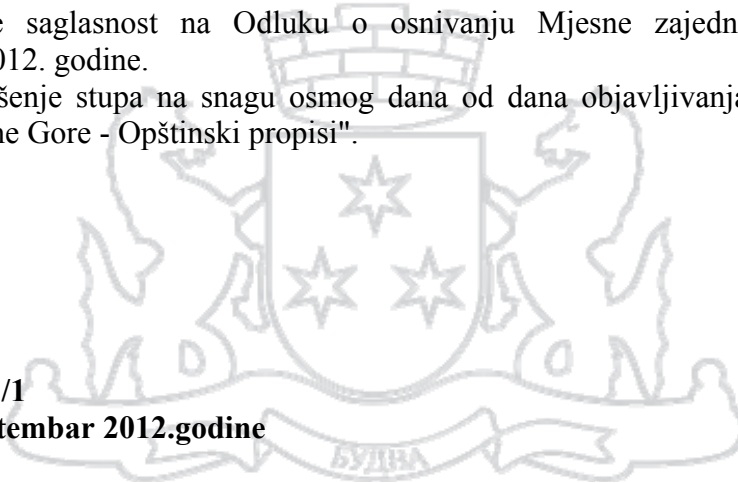 e saglasnost na Odluku o osnivanju Mjesne zajedn
012. godine.
šenje stupa na snagu osmog dana od dana objavljivanja
ne Gore - Opštinski propisi".
/1
tembar 2012.godine
БУДВА